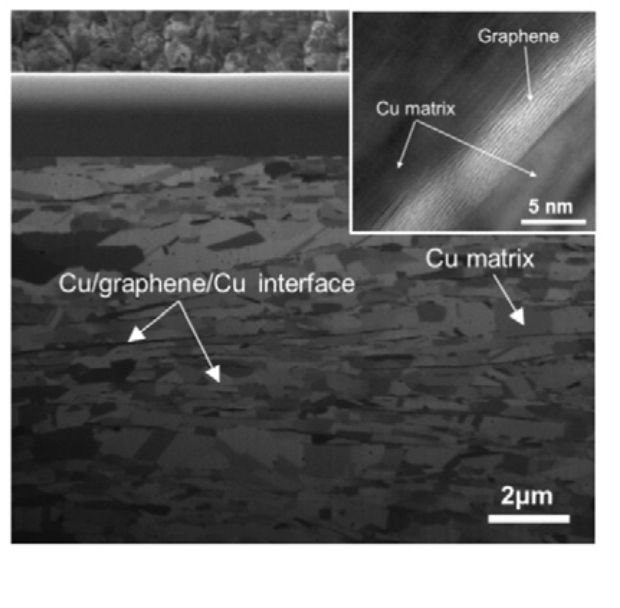 Graphene
Cu matrix
5 nm
Cu matrix
Cu/graphene/Cu interface
2μm